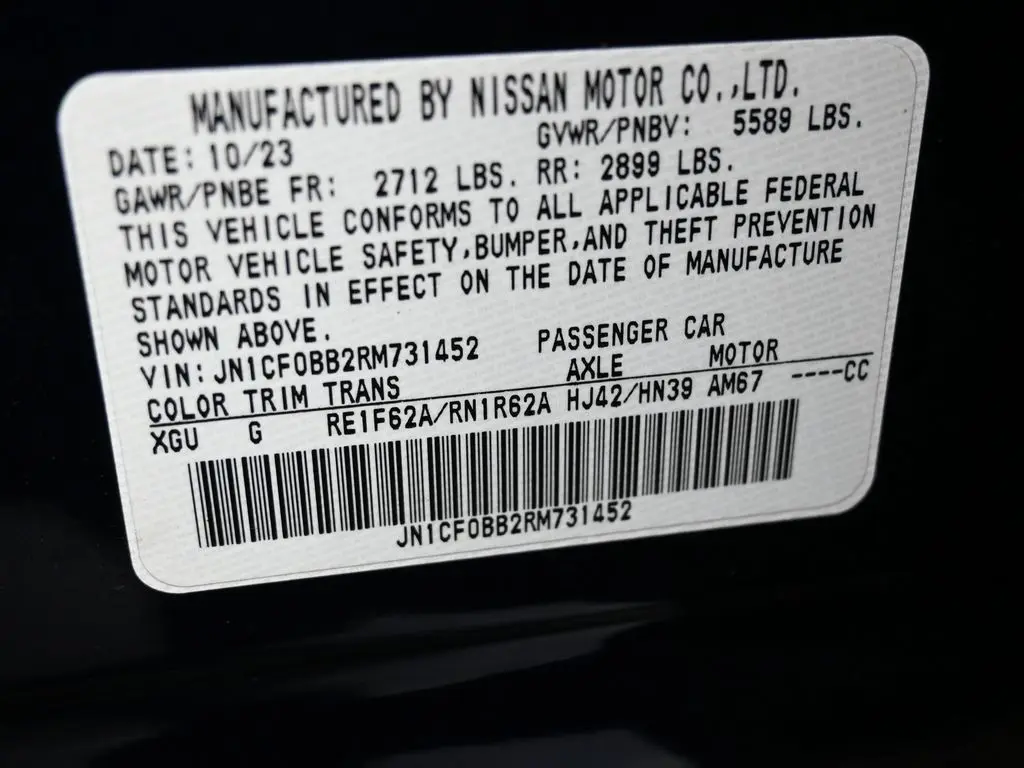 MANUFACTURED BY NISSAN MOTOR CO.,LTD.
DATE: 10/23 GVWR/PNBV: 5589 LBS.
GAWR/PNBE FR: 2712 LBS. RR: 2899 LBS.
THIS VEHICLE CONFORMS TO ALL APPLICABLE FEDERAL
MOTOR VEHICLE SAFETY,BUMPER,AND THEFT PREVENTION
STANDARDS IN EFFECT ON THE DATE OF MANUFACTURE
SHOWN ABOVE.
VIN: JN1CF0BB2RM731452 PASSENGER CAR
COLOR TRIM TRANS AXLE MOTOR
XGU G RE1F62A/RN1R62A HJ42/HN39 AM67 ----CC
JN1CF0BB2RM731452